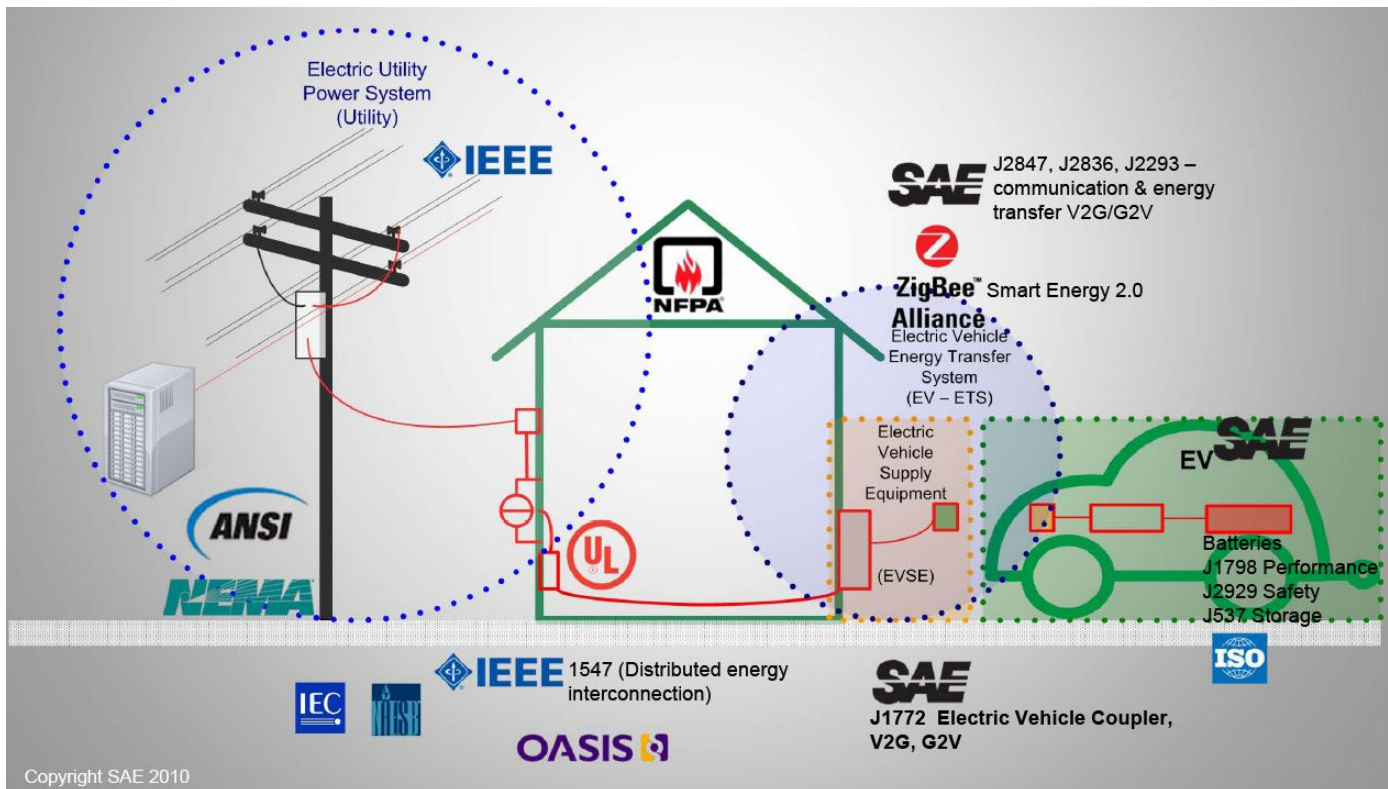 Electric Utility
Power System
(Utility)
IEEE
SAE
J2847, J2836, J2293 –
communication & energy
transfer V2G/G2V
NFPA
ZigBee™
Alliance
Smart Energy 2.0
Electric Vehicle
Energy Transfer
System
(EV – ETS)
Electric
Vehicle
Supply
Equipment
(EVSE)
EV
SAE
ANSI
NEMA
UL
Batteries
J1798 Performance
J2929 Safety
J537 Storage
ISO
IEC
NAESB
IEEE
1547 (Distributed energy
interconnection)
OASIS
SAE
J1772 Electric Vehicle Coupler,
V2G, G2V
Copyright SAE 2010